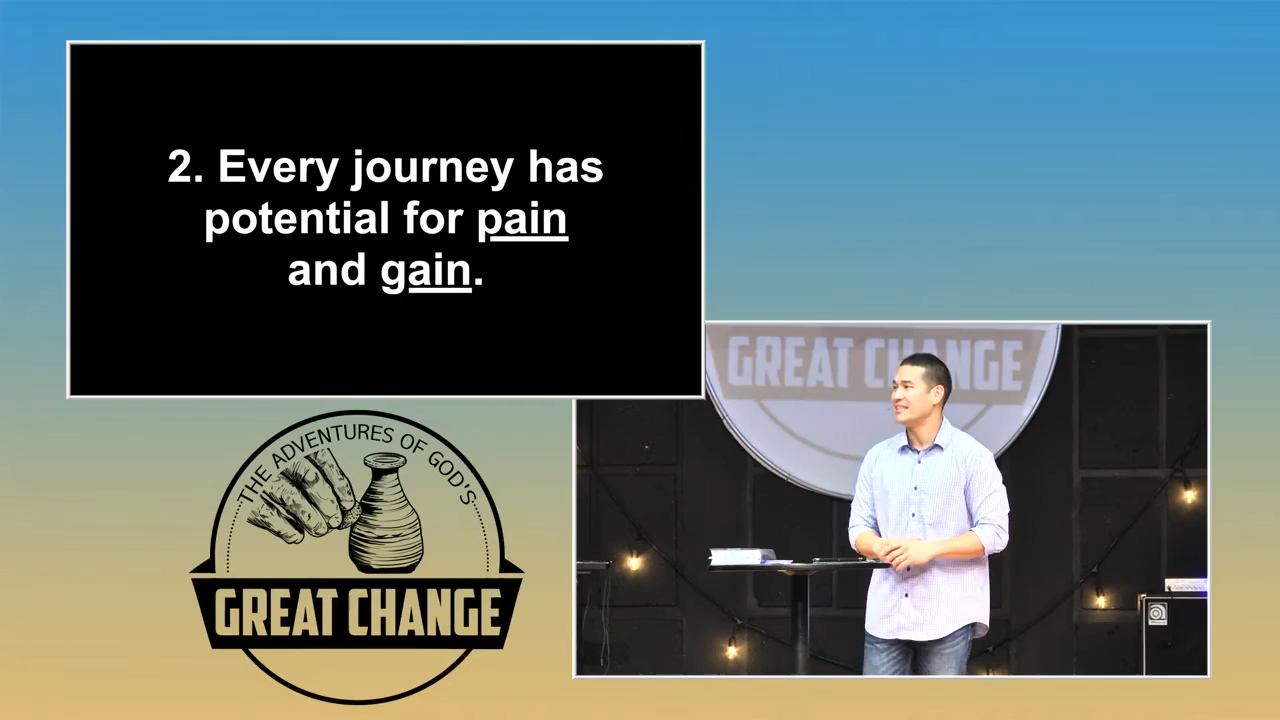 2. Every journey has
potential for pain
and gain.
THE ADVENTURES OF GOD'S
GREAT CHANGE
GREAT CHANGE